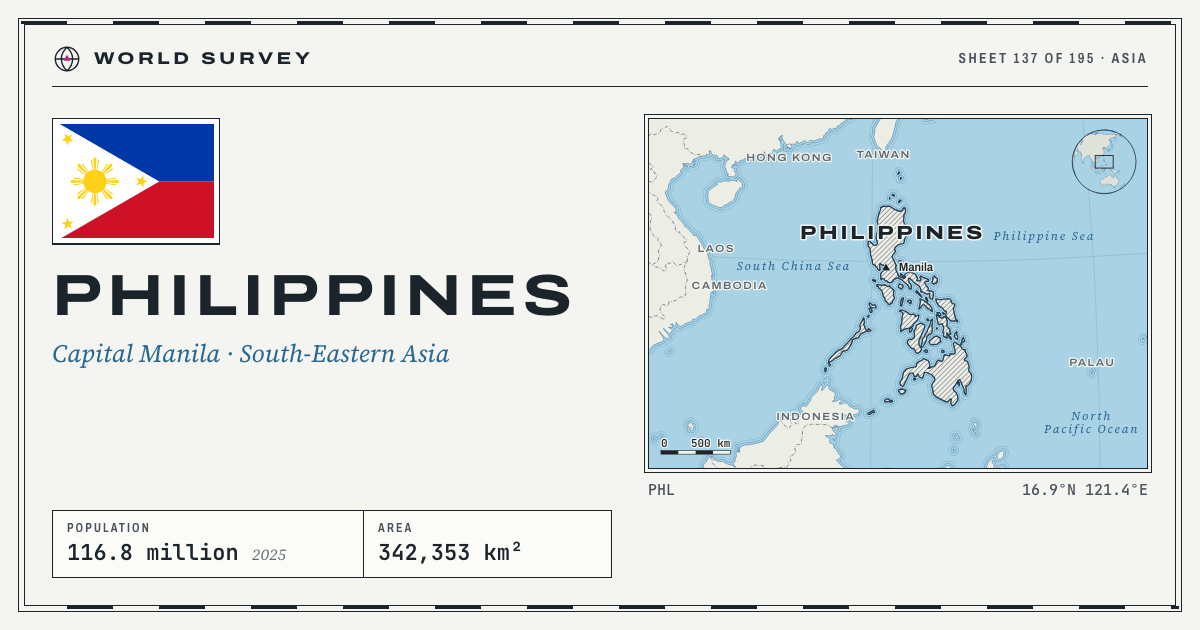 WORLD SURVEY
SHEET 137 OF 195 · ASIA
PHILIPPINES
Capital Manila · South-Eastern Asia
POPULATION
116.8 million 2025
AREA
342,353 km²
HONG KONG
TAIWAN
PHILIPPINES
Philippine Sea
LAOS
South China Sea
Manila
CAMBODIA
PALAU
INDONESIA
North
Pacific Ocean
0 500 km
PHL
16.9°N 121.4°E